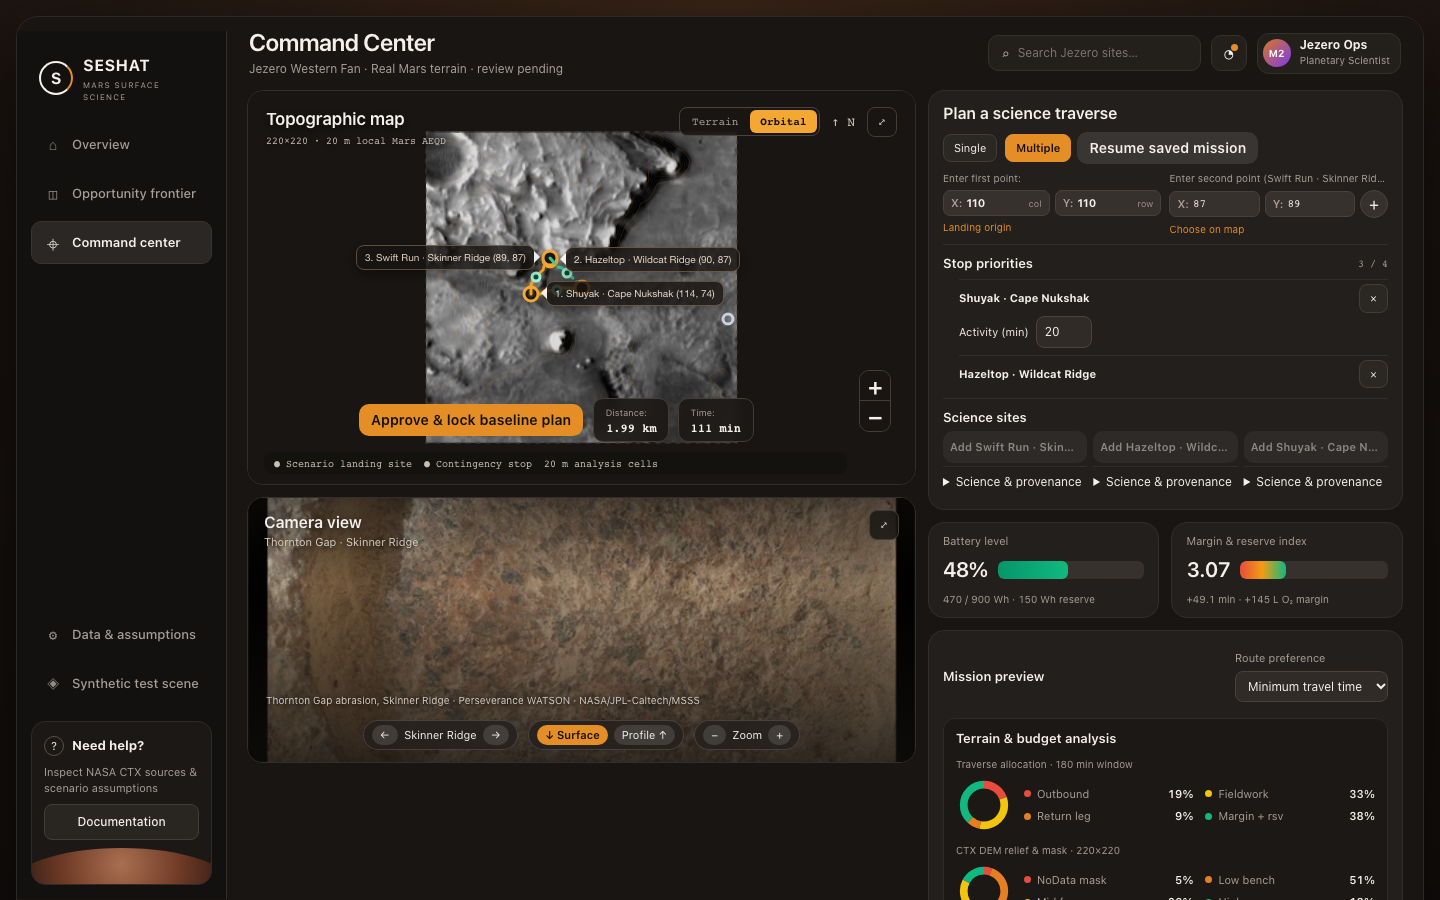 S
SESHAT
MARS SURFACE
SCIENCE
Overview
Opportunity frontier
Command center
Data & assumptions
Synthetic test scene
? Need help?
Inspect NASA CTX sources &
scenario assumptions
Documentation
Command Center
Jezero Western Fan · Real Mars terrain · review pending
Search Jezero sites...
M2
Jezero Ops
Planetary Scientist
Topographic map
220×220 · 20 m local Mars AEQD
Terrain Orbital ↑ N
3. Swift Run · Skinner Ridge (89, 87)
2. Hazeltop · Wildcat Ridge (90, 87)
1. Shuyak · Cape Nukshak (114, 74)
+
−
Approve & lock baseline plan
Distance:
1.99 km
Time:
111 min
● Scenario landing site ● Contingency stop 20 m analysis cells
Camera view
Thornton Gap · Skinner Ridge
Thornton Gap abrasion, Skinner Ridge · Perseverance WATSON · NASA/JPL-Caltech/MSSS
← Skinner Ridge →
↓ Surface Profile ↑
− Zoom +
Plan a science traverse
Single Multiple Resume saved mission
Enter first point:
X: 110 col
Y: 110 row
Landing origin
Enter second point (Swift Run · Skinner Rid...
X: 87
Y: 89
+
Choose on map
Stop priorities 3 / 4
Shuyak · Cape Nukshak ×
Activity (min) 20
Hazeltop · Wildcat Ridge ×
Science sites
Add Swift Run · Skin... Add Hazeltop · Wildc... Add Shuyak · Cape N...
▶ Science & provenance ▶ Science & provenance ▶ Science & provenance
Battery level
48%
470 / 900 Wh · 150 Wh reserve
Margin & reserve index
3.07
+49.1 min · +145 L O₂ margin
Mission preview
Route preference
Minimum travel time
Terrain & budget analysis
Traverse allocation · 180 min window
Outbound 19% Fieldwork 33%
Return leg 9% Margin + rsv 38%
CTX DEM relief & mask · 220×220
NoData mask 5% Low bench 51%